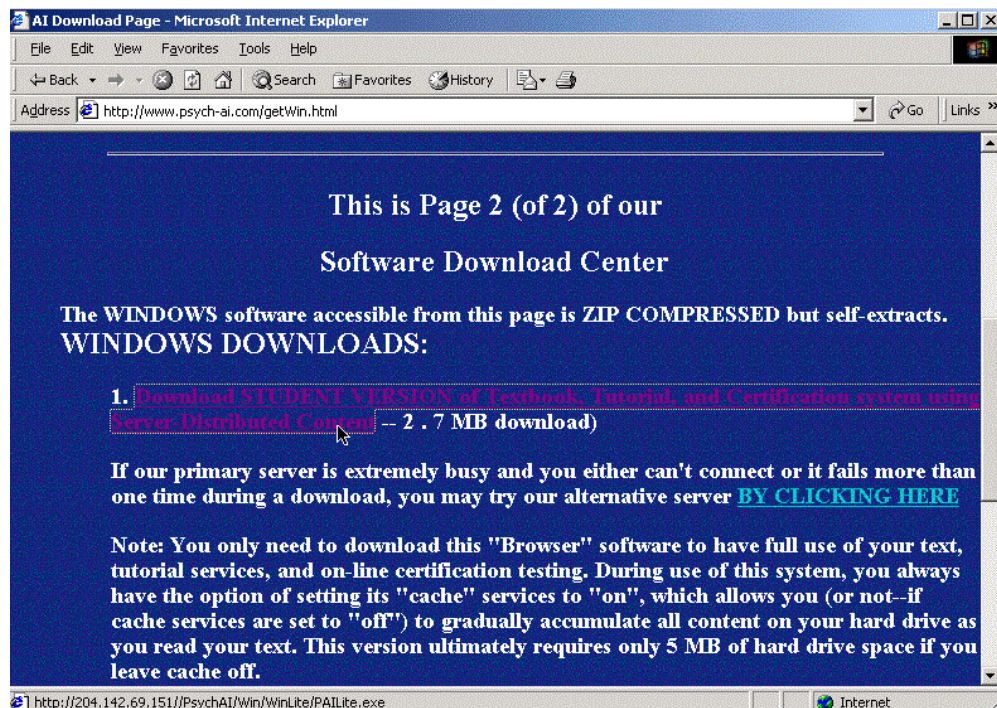 AI Download Page - Microsoft Internet Explorer
File Edit View Favorites Tools Help
Back Search Favorites History
Address http://www.psych-ai.com/getWin.html Go Links »
This is Page 2 (of 2) of our
Software Download Center
The WINDOWS software accessible from this page is ZIP COMPRESSED but self-extracts.
WINDOWS DOWNLOADS:
1. Download STUDENT VERSION of Textbook, Tutorial, and Certification system using
Server-Distributed Content -- 2 . 7 MB download)
If our primary server is extremely busy and you either can't connect or it fails more than
one time during a download, you may try our alternative server BY CLICKING HERE
Note: You only need to download this "Browser" software to have full use of your text,
tutorial services, and on-line certification testing. During use of this system, you always
have the option of setting its "cache" services to "on", which allows you (or not--if
cache services are set to "off") to gradually accumulate all content on your hard drive as
you read your text. This version ultimately requires only 5 MB of hard drive space if you
leave cache off.
http://204.142.69.151//PsychAI/Win/WinLite/PAILite.exe Internet